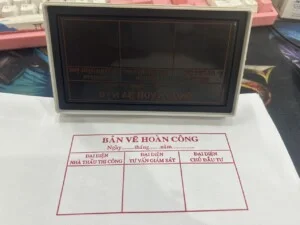 BẢN VẼ HOÀN CÔNG
Ngày ...... tháng ...... năm ......
ĐẠI DIỆN ĐẠI DIỆN ĐẠI DIỆN
NHÀ THẦU THI CÔNG TƯ VẤN GIÁM SÁT CHỦ ĐẦU TƯ